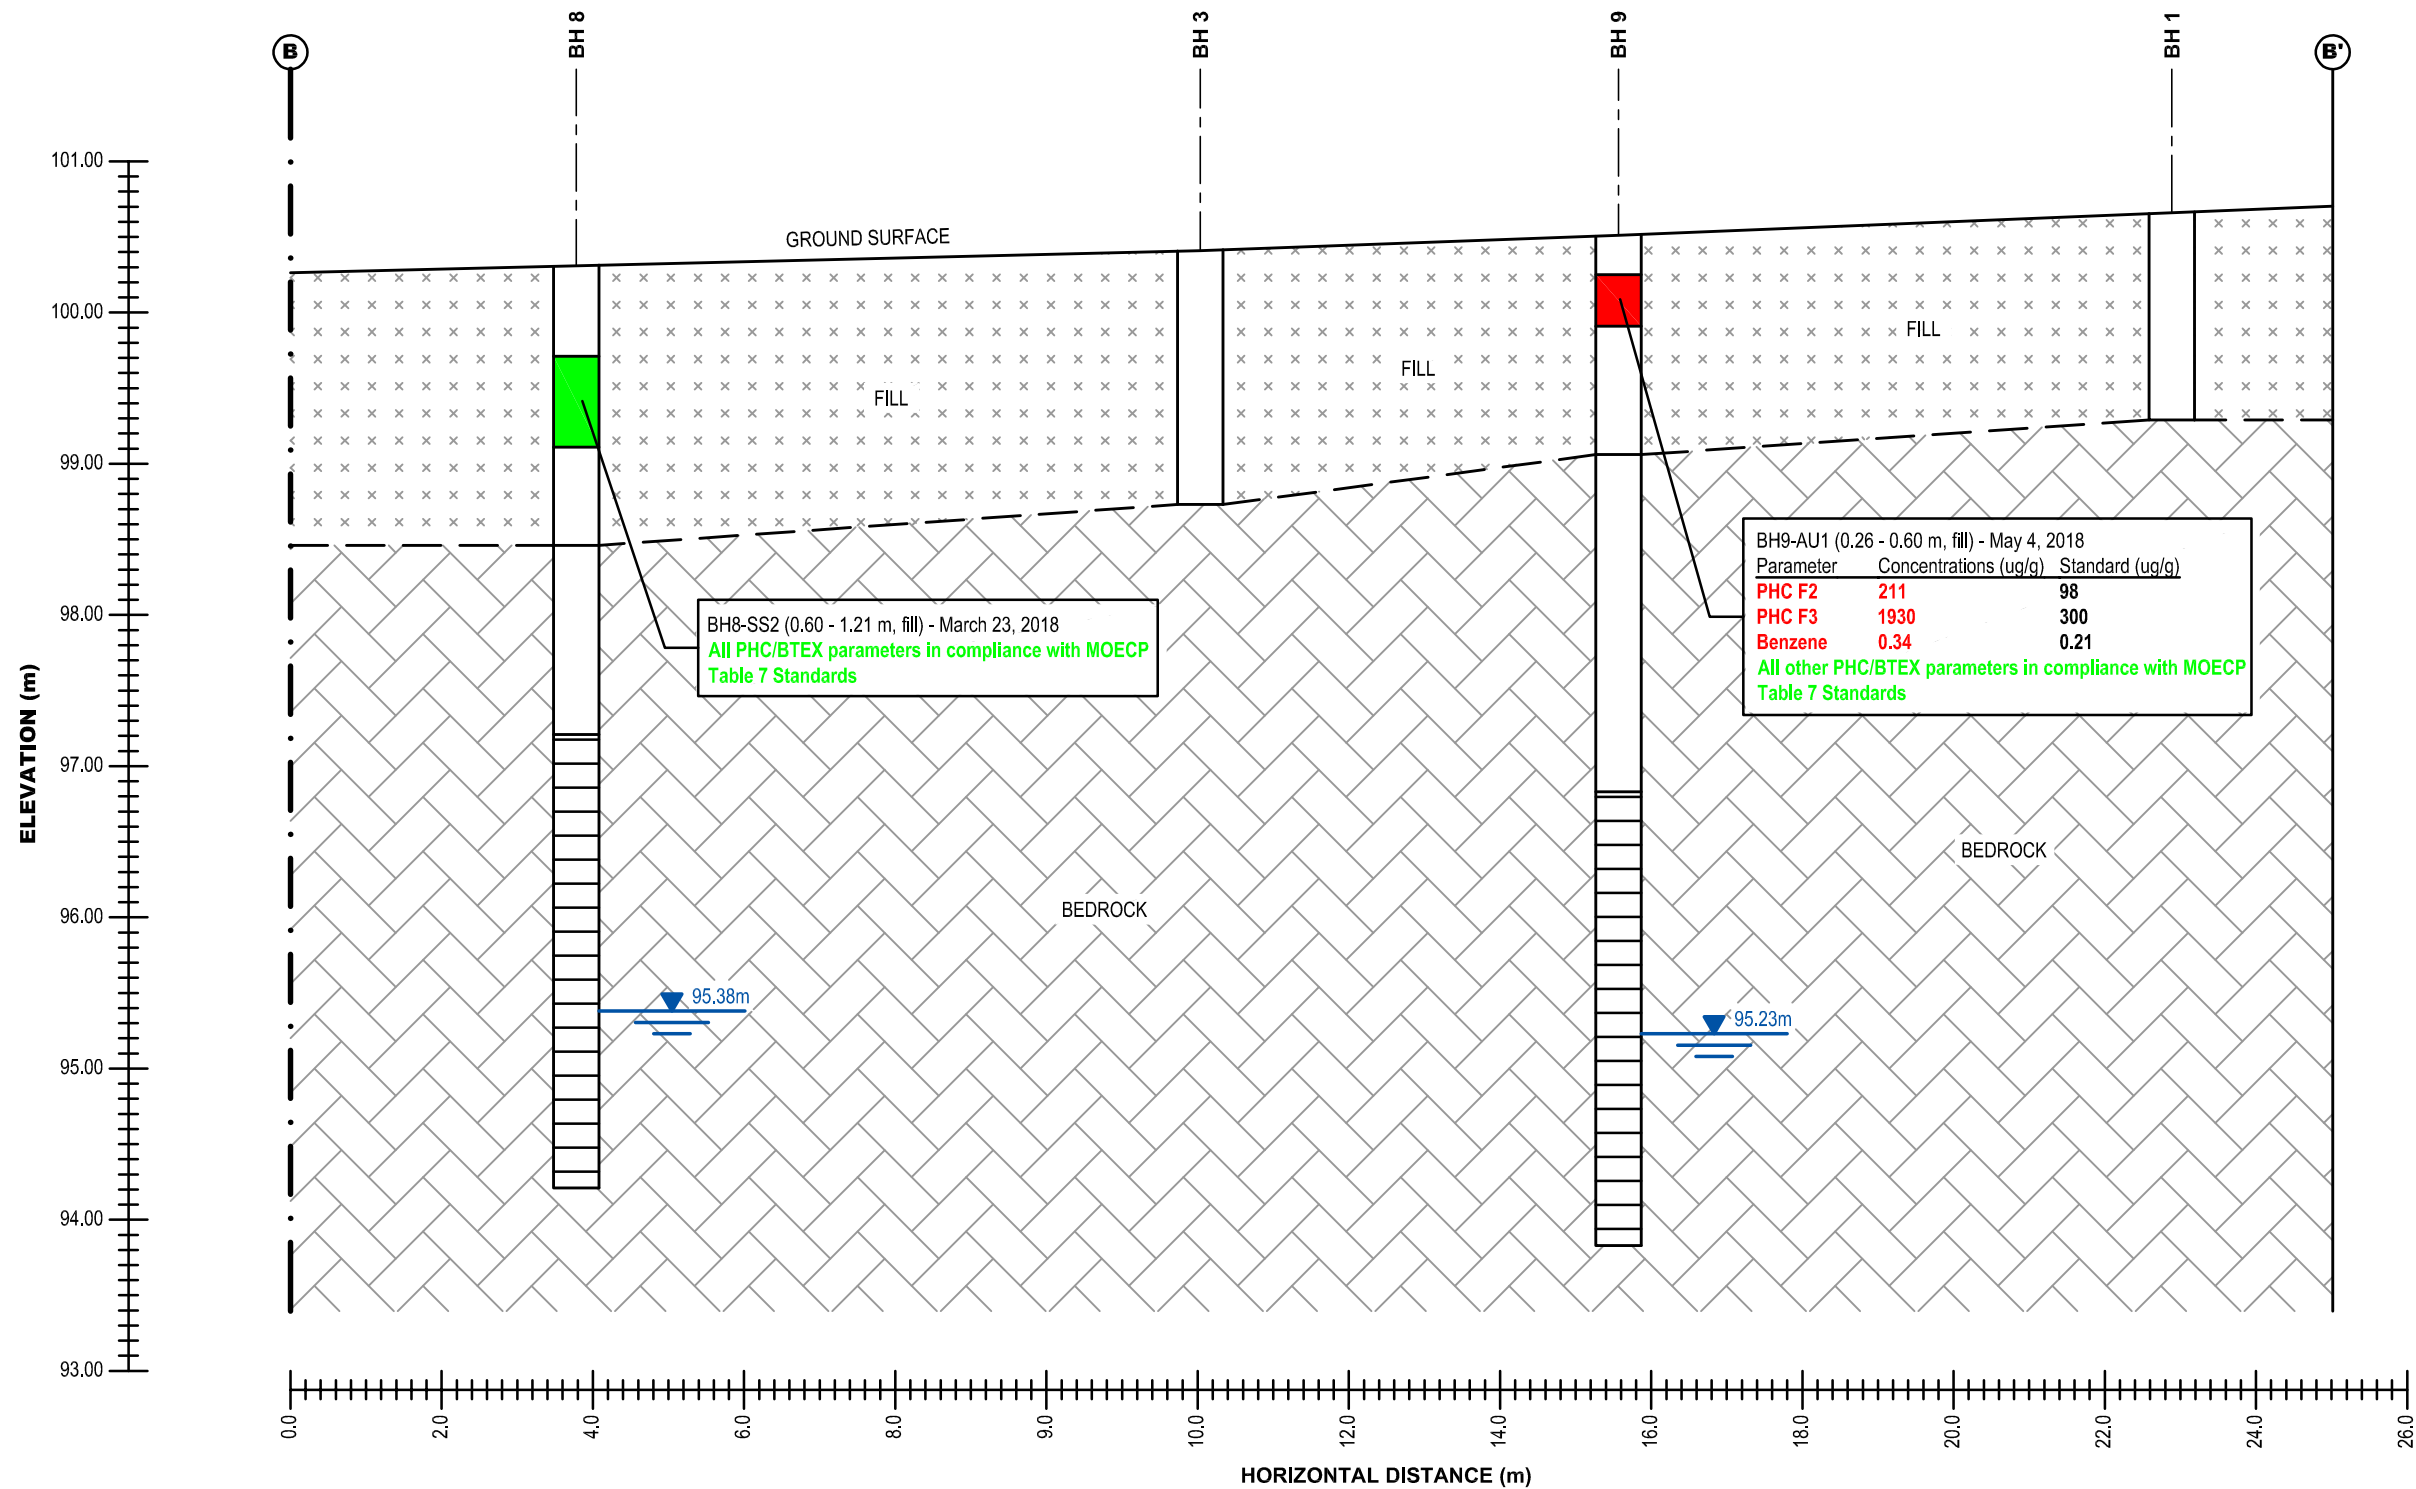 B
BH 8
BH 3
BH 9
BH 1
B'
101.00
100.00
99.00
98.00
97.00
96.00
95.00
94.00
93.00
ELEVATION (m)
GROUND SURFACE
FILL
FILL
FILL
BH8-SS2 (0.60 - 1.21 m, fill) - March 23, 2018
All PHC/BTEX parameters in compliance with MOECP
Table 7 Standards
BH9-AU1 (0.26 - 0.60 m, fill) - May 4, 2018
Parameter Concentrations (ug/g) Standard (ug/g)
PHC F2 211 98
PHC F3 1930 300
Benzene 0.34 0.21
All other PHC/BTEX parameters in compliance with MOECP
Table 7 Standards
BEDROCK
BEDROCK
95.38m
95.23m
0.0 2.0 4.0 6.0 8.0 9.0 10.0 12.0 14.0 16.0 18.0 20.0 22.0 24.0 26.0
HORIZONTAL DISTANCE (m)